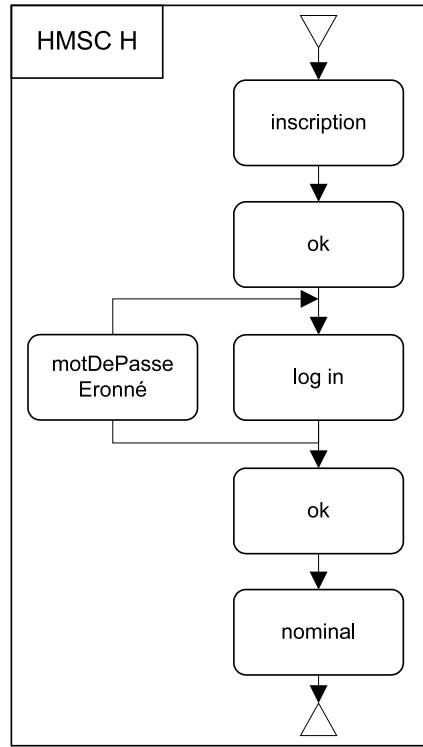 HMSC H
inscription
ok
motDePasse
Eronné
log in
ok
nominal